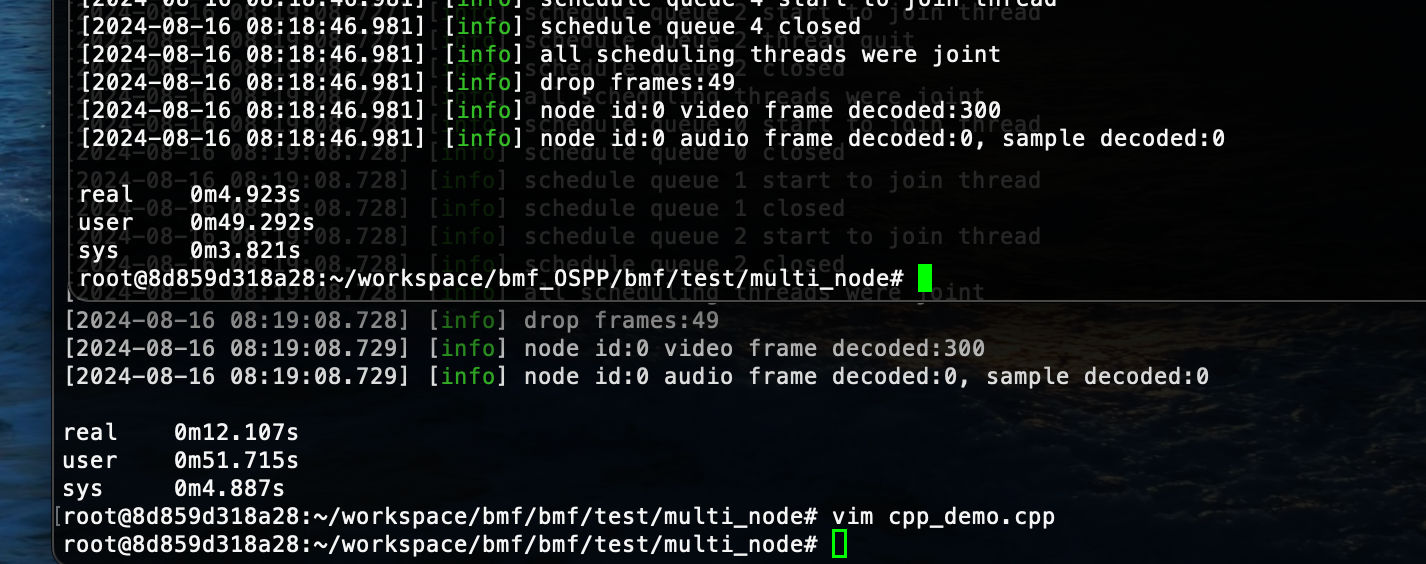 [2024-08-16 08:18:46.981] [info] schedule queue 4 start to join thread
[2024-08-16 08:18:46.981] [info] schedule queue 4 closed
[2024-08-16 08:18:46.981] [info] all scheduling threads were joint
[2024-08-16 08:18:46.981] [info] drop frames:49
[2024-08-16 08:18:46.981] [info] node id:0 video frame decoded:300
[2024-08-16 08:18:46.981] [info] node id:0 audio frame decoded:0, sample decoded:0
[2024-08-16 08:19:08.728] [info] schedule queue 0 closed
[2024-08-16 08:19:08.728] [info] schedule queue 1 start to join thread
real 0m4.923s
[2024-08-16 08:19:08.728] [info] schedule queue 1 closed
user 0m49.292s
[2024-08-16 08:19:08.728] [info] schedule queue 2 start to join thread
sys 0m3.821s
[2024-08-16 08:19:08.728] [info] schedule queue 2 closed
root@8d859d318a28:~/workspace/bmf_OSPP/bmf/test/multi_node#
all scheduling threads were joint
[2024-08-16 08:19:08.728] [info] drop frames:49
[2024-08-16 08:19:08.729] [info] node id:0 video frame decoded:300
[2024-08-16 08:19:08.729] [info] node id:0 audio frame decoded:0, sample decoded:0
real 0m12.107s
user 0m51.715s
sys 0m4.887s
[root@8d859d318a28:~/workspace/bmf/bmf/test/multi_node# vim cpp_demo.cpp
root@8d859d318a28:~/workspace/bmf/bmf/test/multi_node#